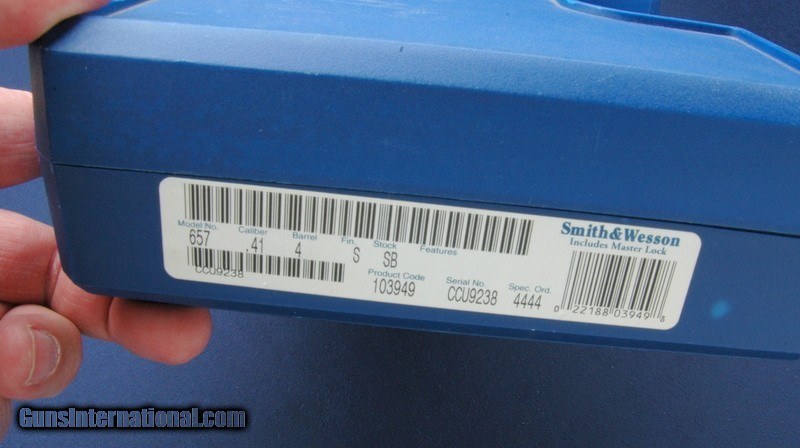 Smith&Wesson
Includes Master Lock
Model No. Caliber Barrel Fin. Stock Features
657 .41 4 S SB
CCU9238
Product Code Serial No. Spec. Ord.
103949 CCU9238 4444
0 22188 03949 8
GunsInternational.com